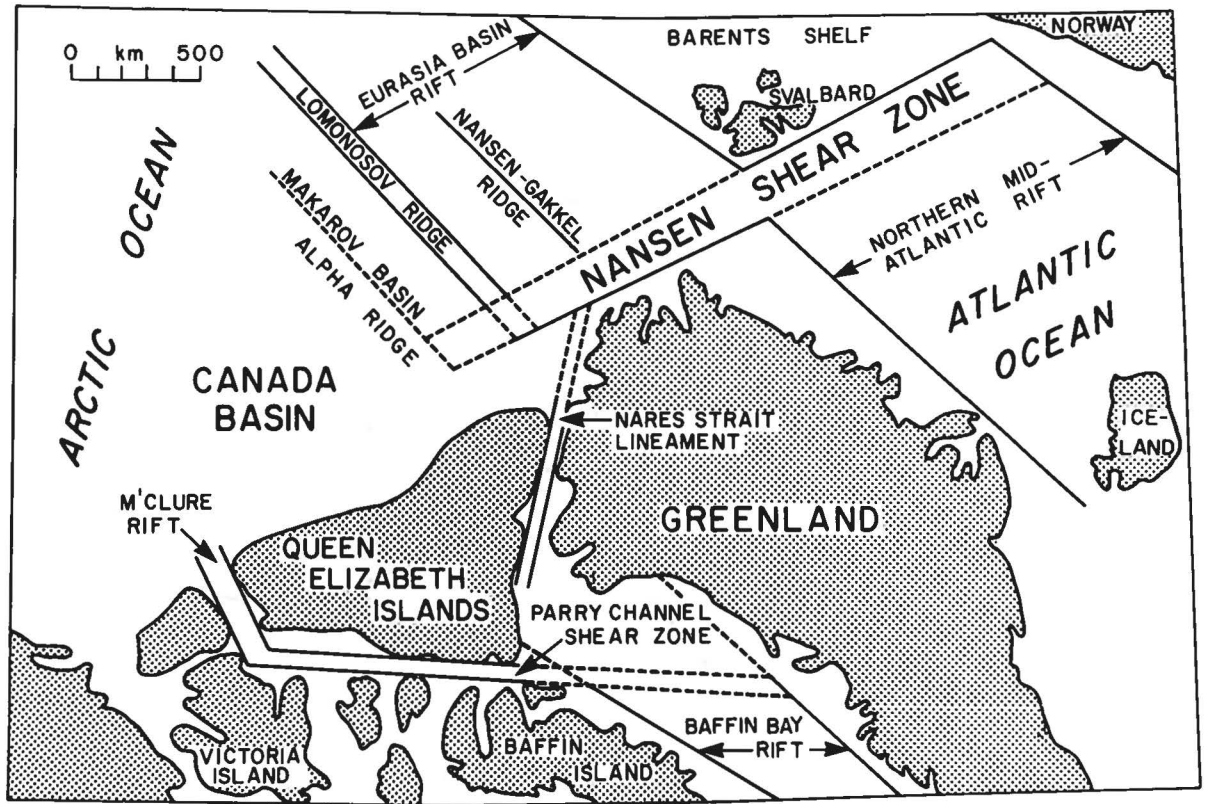 0 km 500
BARENTS SHELF
NORWAY
EURASIA BASIN
RIFT
SVALBARD
LOMONOSOV RIDGE
NANSEN-GAKKEL
RIDGE
NANSEN SHEAR ZONE
MAKAROV BASIN
ALPHA RIDGE
NORTHERN MID-
ATLANTIC RIFT
ARCTIC OCEAN
ATLANTIC
OCEAN
CANADA
BASIN
NARES STRAIT
LINEAMENT
ICE-
LAND
M'CLURE
RIFT
GREENLAND
QUEEN
ELIZABETH
ISLANDS
PARRY CHANNEL
SHEAR ZONE
BAFFIN BAY
RIFT
VICTORIA
ISLAND
BAFFIN
ISLAND